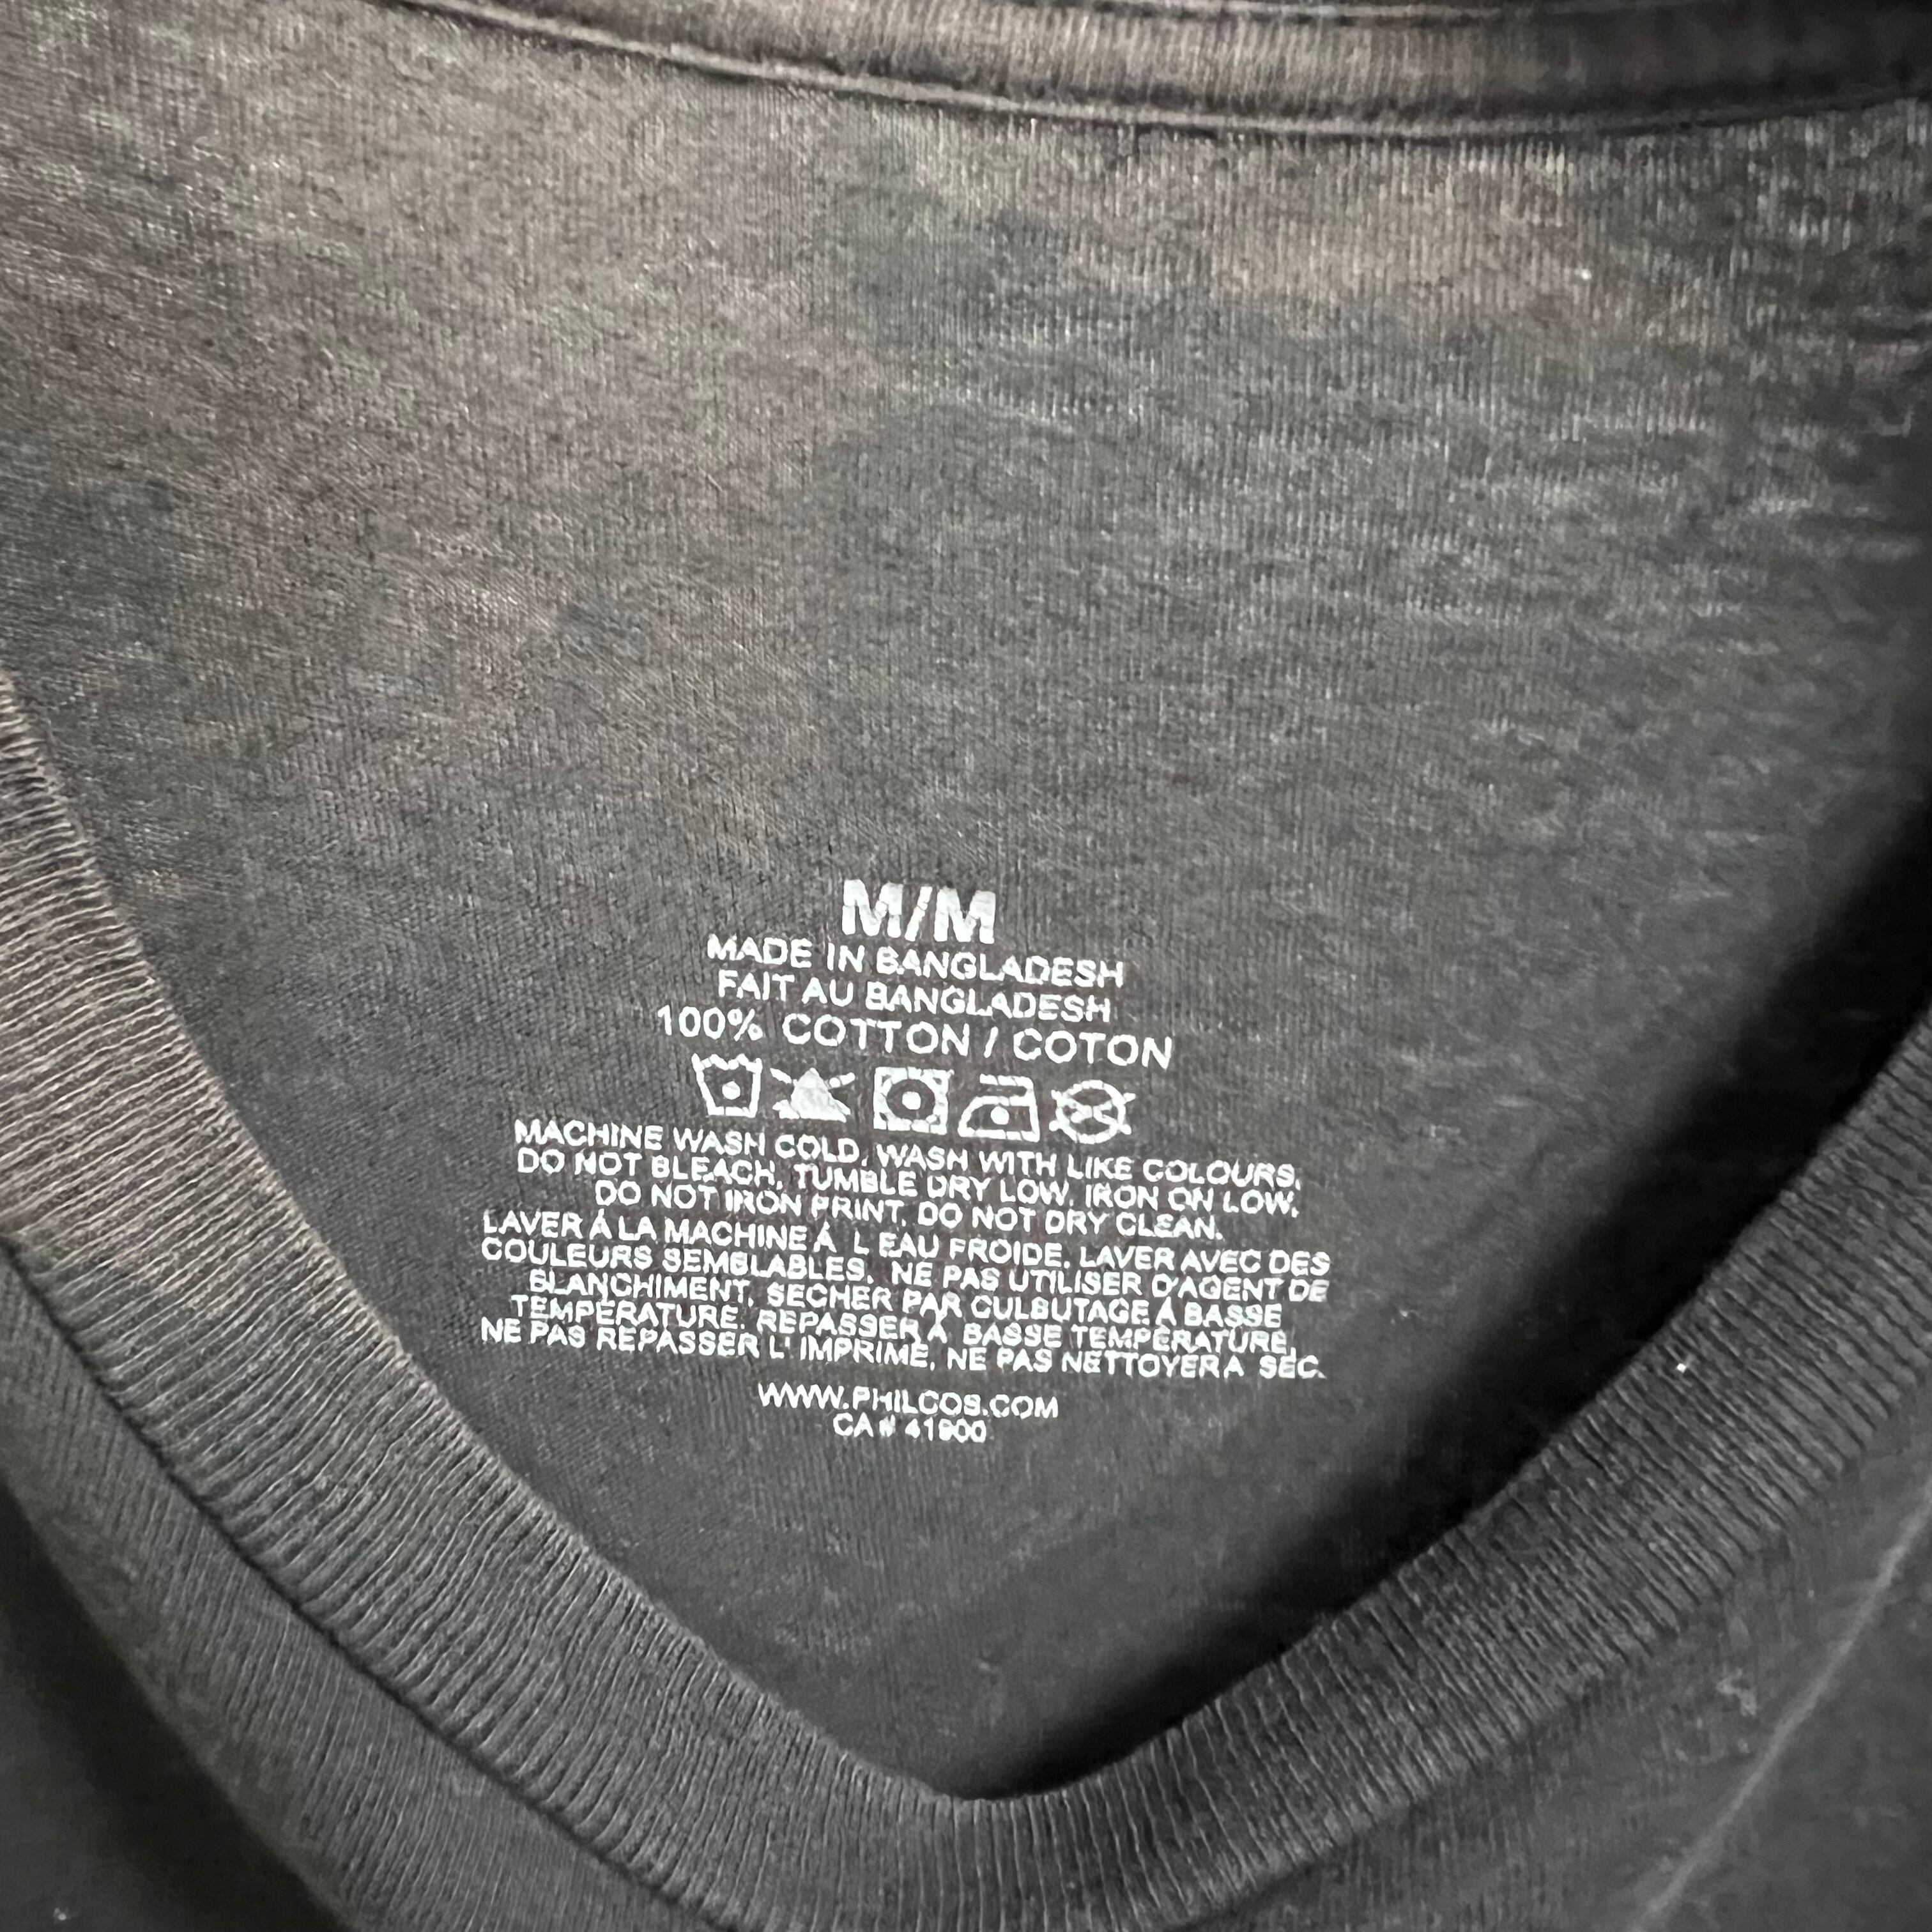 M/M
MADE IN BANGLADESH
FAIT AU BANGLADESH
100% COTTON / COTON
MACHINE WASH COLD, WASH WITH LIKE COLOURS,
DO NOT BLEACH, TUMBLE DRY LOW, IRON ON LOW,
DO NOT IRON PRINT, DO NOT DRY CLEAN.
LAVER À LA MACHINE À L EAU FROIDE, LAVER AVEC DES
COULEURS SEMBLABLES, NE PAS UTILISER D'AGENT DE
BLANCHIMENT, SECHER PAR CULBUTAGE À BASSE
TEMPÉRATURE, REPASSER À BASSE TEMPÉRATURE,
NE PAS REPASSER L' IMPRIMÉ, NE PAS NETTOYER A SEC.
WWW.PHILCOS.COM
CA # 41900